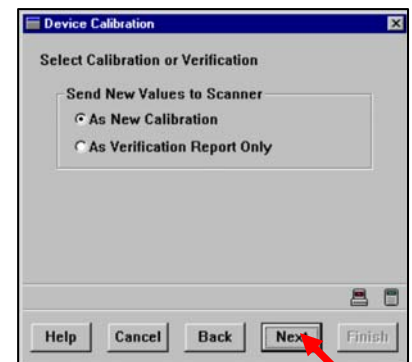 Device Calibration
Select Calibration or Verification
Send New Values to Scanner
As New Calibration
As Verification Report Only
Help Cancel Back Next Finish